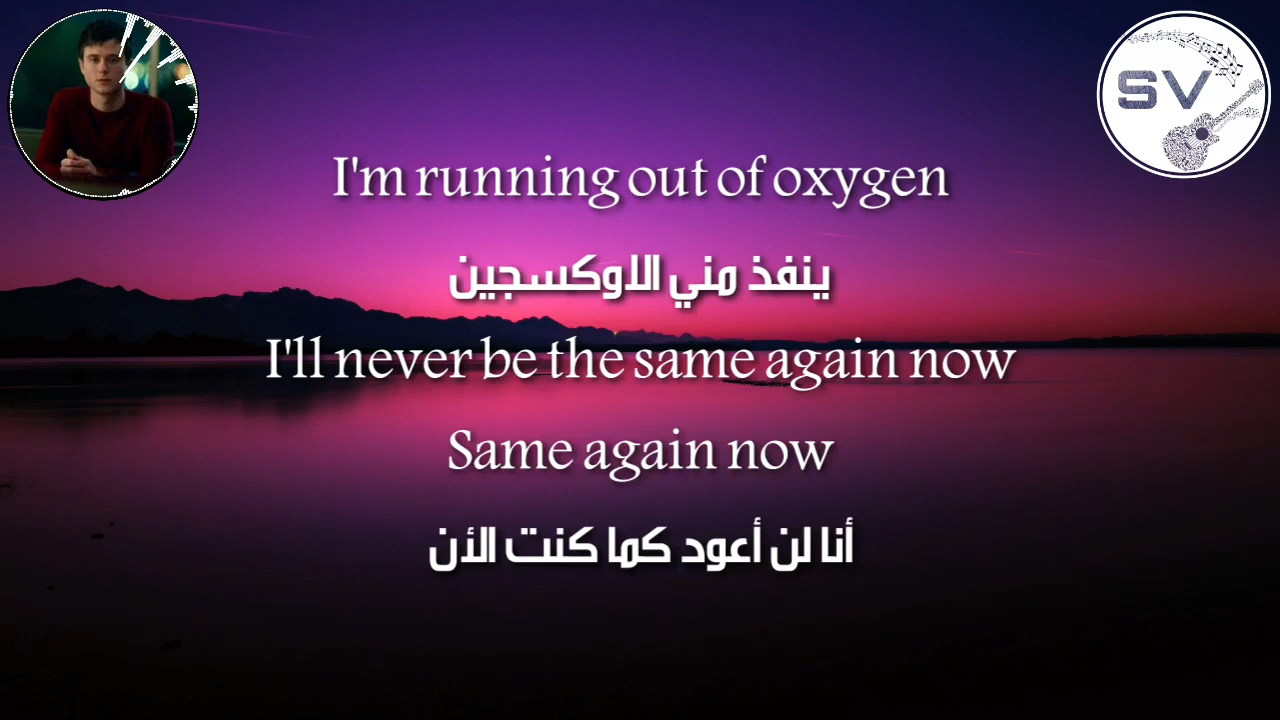 SV
I'm running out of oxygen
ينفذ مني الاوكسجين
I'll never be the same again now
Same again now
أنا لن أعود كما كنت الأن